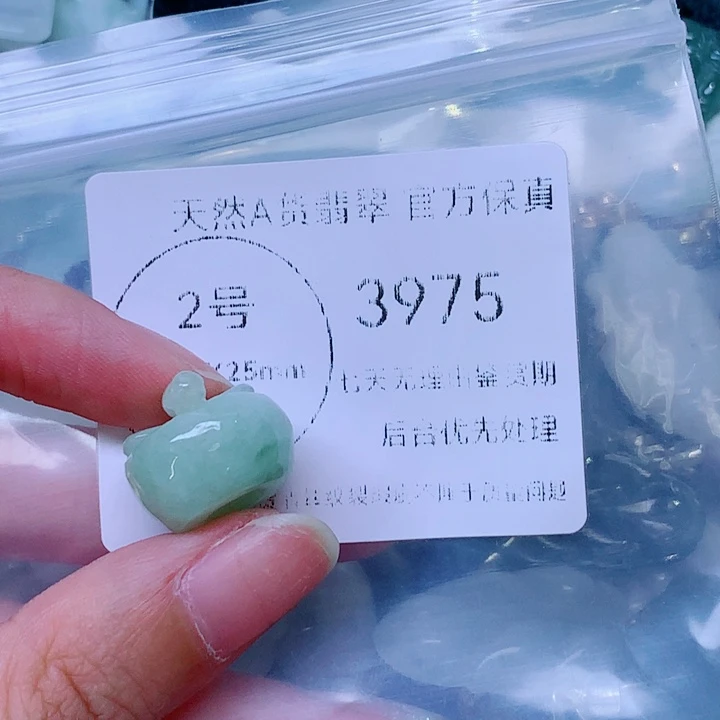 天然A货翡翠 官方保真
2号
3975
25mm
七天无理由鉴赏期
后台优先处理